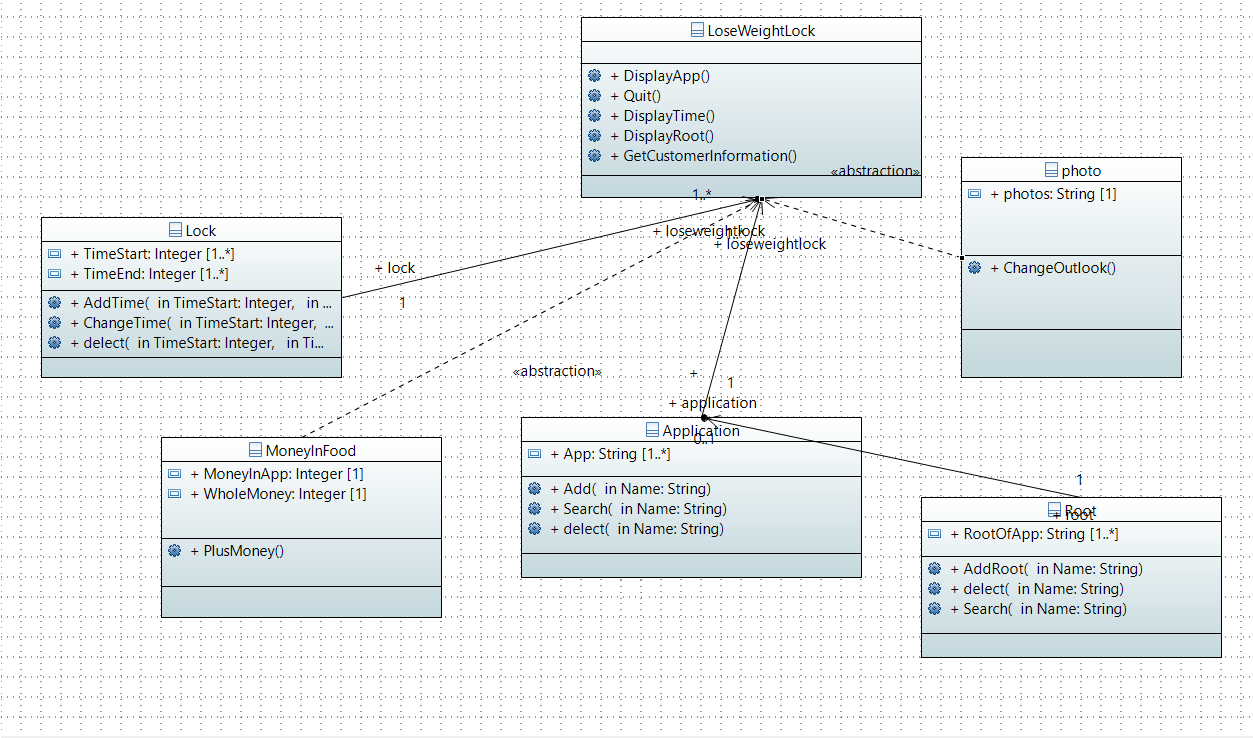 LoseWeightLock
+ DisplayApp()
+ Quit()
+ DisplayTime()
+ DisplayRoot()
+ GetCustomerInformation()
«abstraction»
1..*
photo
+ photos: String [1]
+ ChangeOutlook()
Lock
+ TimeStart: Integer [1..*]
+ TimeEnd: Integer [1..*]
+ AddTime( in TimeStart: Integer, in ...
+ ChangeTime( in TimeStart: Integer, ...
+ delect( in TimeStart: Integer, in Ti...
+ loseweightlock
+ loseweightlock
+ lock
1
«abstraction»
+
1
+ application
MoneyInFood
+ MoneyInApp: Integer [1]
+ WholeMoney: Integer [1]
+ PlusMoney()
Application
0..1
+ App: String [1..*]
+ Add( in Name: String)
+ Search( in Name: String)
+ delect( in Name: String)
1
Root
+ root
+ RootOfApp: String [1..*]
+ AddRoot( in Name: String)
+ delect( in Name: String)
+ Search( in Name: String)